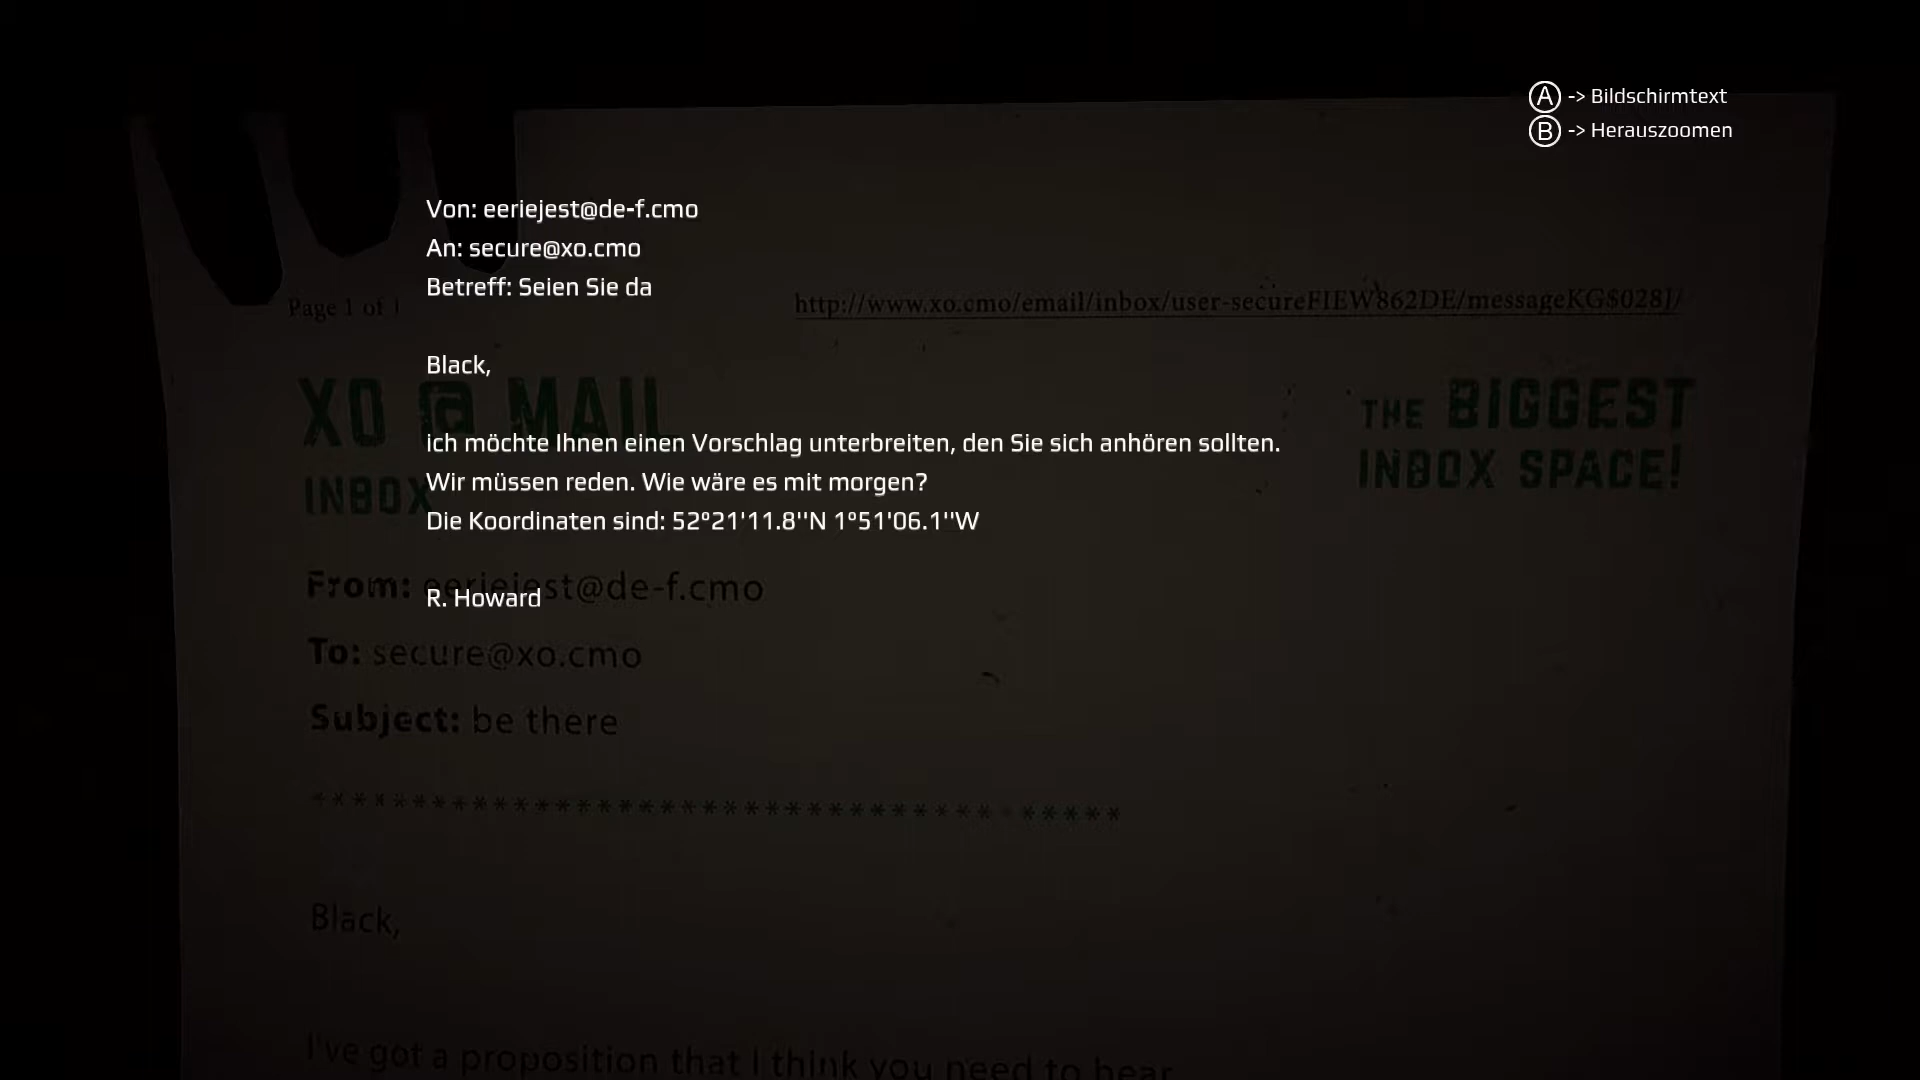 -> Bildschirmtext
-> Herauszoomen
A
B
Von: eeriejest@de-f.cmo
An: secure@xo.cmo
Betreff: Seien Sie da
Black,
ich möchte Ihnen einen Vorschlag unterbreiten, den Sie sich anhören sollten.
Wir müssen reden. Wie wäre es mit morgen?
Die Koordinaten sind: 52°21'11.8''N 1°51'06.1''W
R. Howard
Page 1 of 1
http://www.xo.cmo/email/inbox/user-secureFIEW862DE/messageKG$028J/
XO @ MAIL
INBOX
THE BIGGEST
INBOX SPACE!
From: eeriejest@de-f.cmo
To: secure@xo.cmo
Subject: be there
***************************************
Black,
I've got a proposition that I think you need to hear